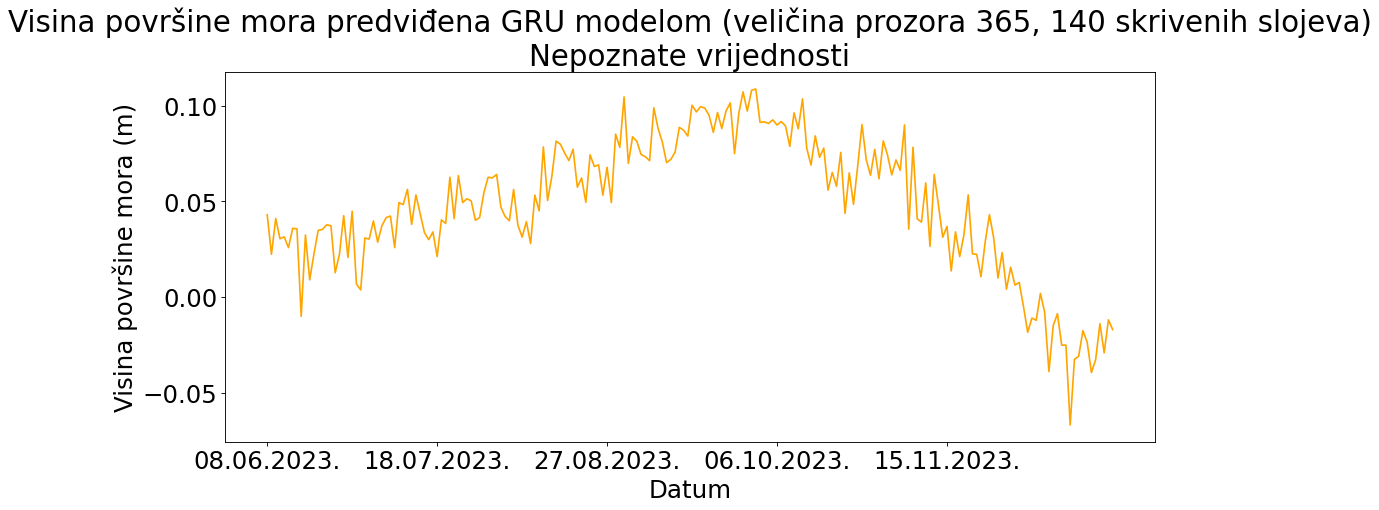 Visina površine mora predviđena GRU modelom (veličina prozora 365, 140 skrivenih slojeva)
Nepoznate vrijednosti
Visina površine mora (m)
0.10
0.05
0.00
−0.05
08.06.2023. 18.07.2023. 27.08.2023. 06.10.2023. 15.11.2023.
Datum